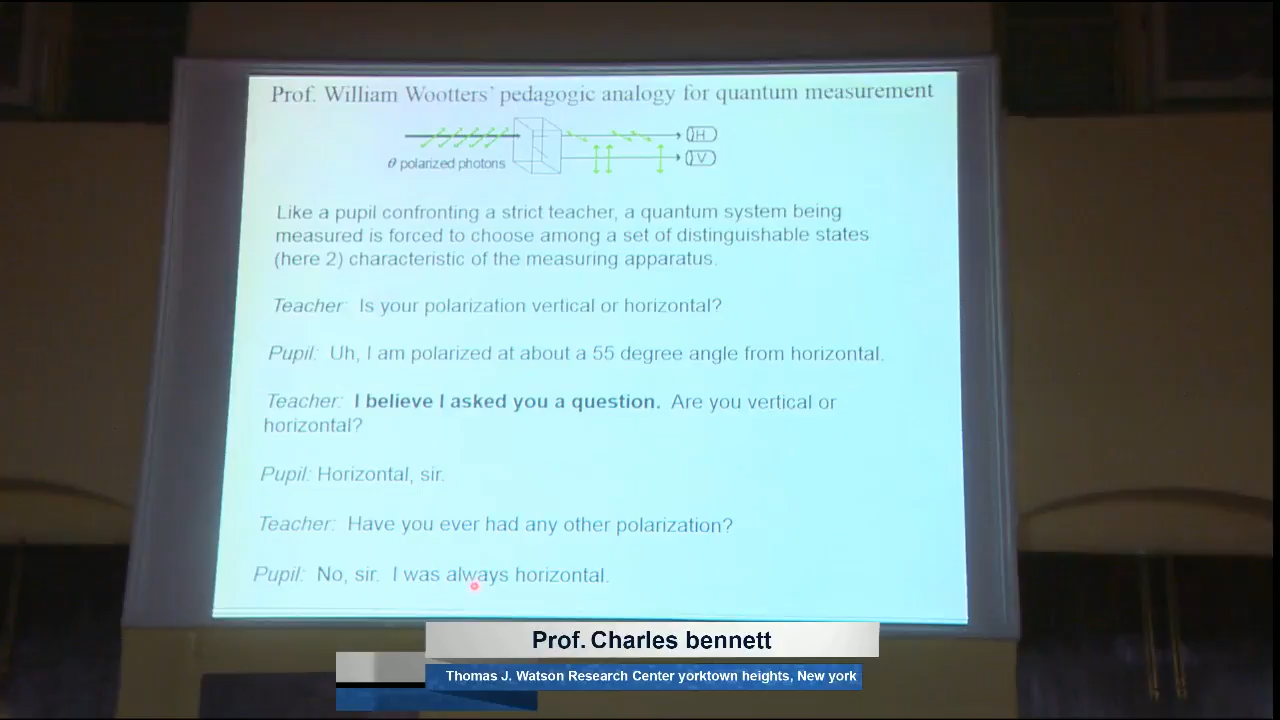 Prof. William Wootters' pedagogic analogy for quantum measurement
H
θ polarized photons
V
Like a pupil confronting a strict teacher, a quantum system being
measured is forced to choose among a set of distinguishable states
(here 2) characteristic of the measuring apparatus.
Teacher: Is your polarization vertical or horizontal?
Pupil: Uh, I am polarized at about a 55 degree angle from horizontal.
Teacher: I believe I asked you a question. Are you vertical or
horizontal?
Pupil: Horizontal, sir.
Teacher: Have you ever had any other polarization?
Pupil: No, sir. I was always horizontal.
Prof. Charles bennett
Thomas J. Watson Research Center yorktown heights, New york